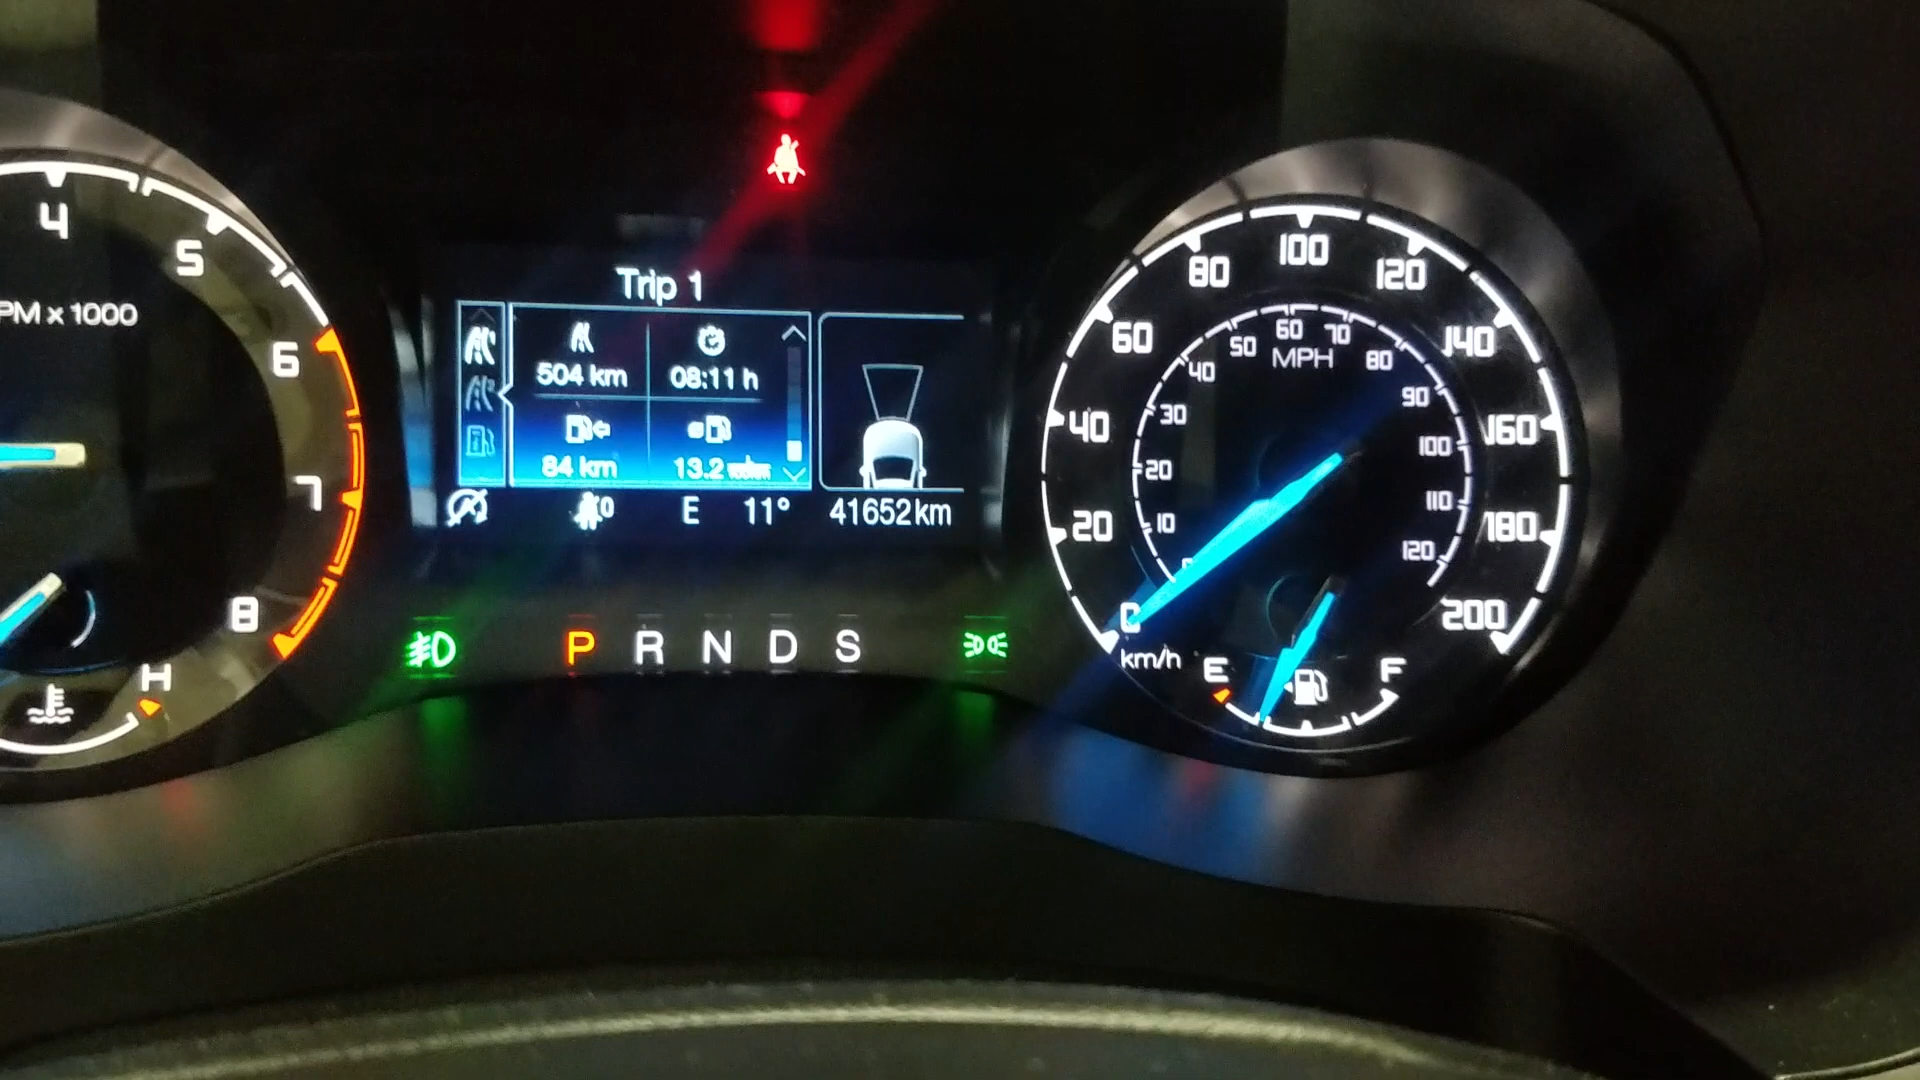 4
5
6
7
8
PM x 1000
H
Trip 1
504 km
08:11 h
84 km
13.2
E
11°
41652km
P R N D S
0
20
40
60
80
100
120
140
160
180
200
km/h
MPH
10
20
30
40
50
60
70
80
90
100
110
120
E
F